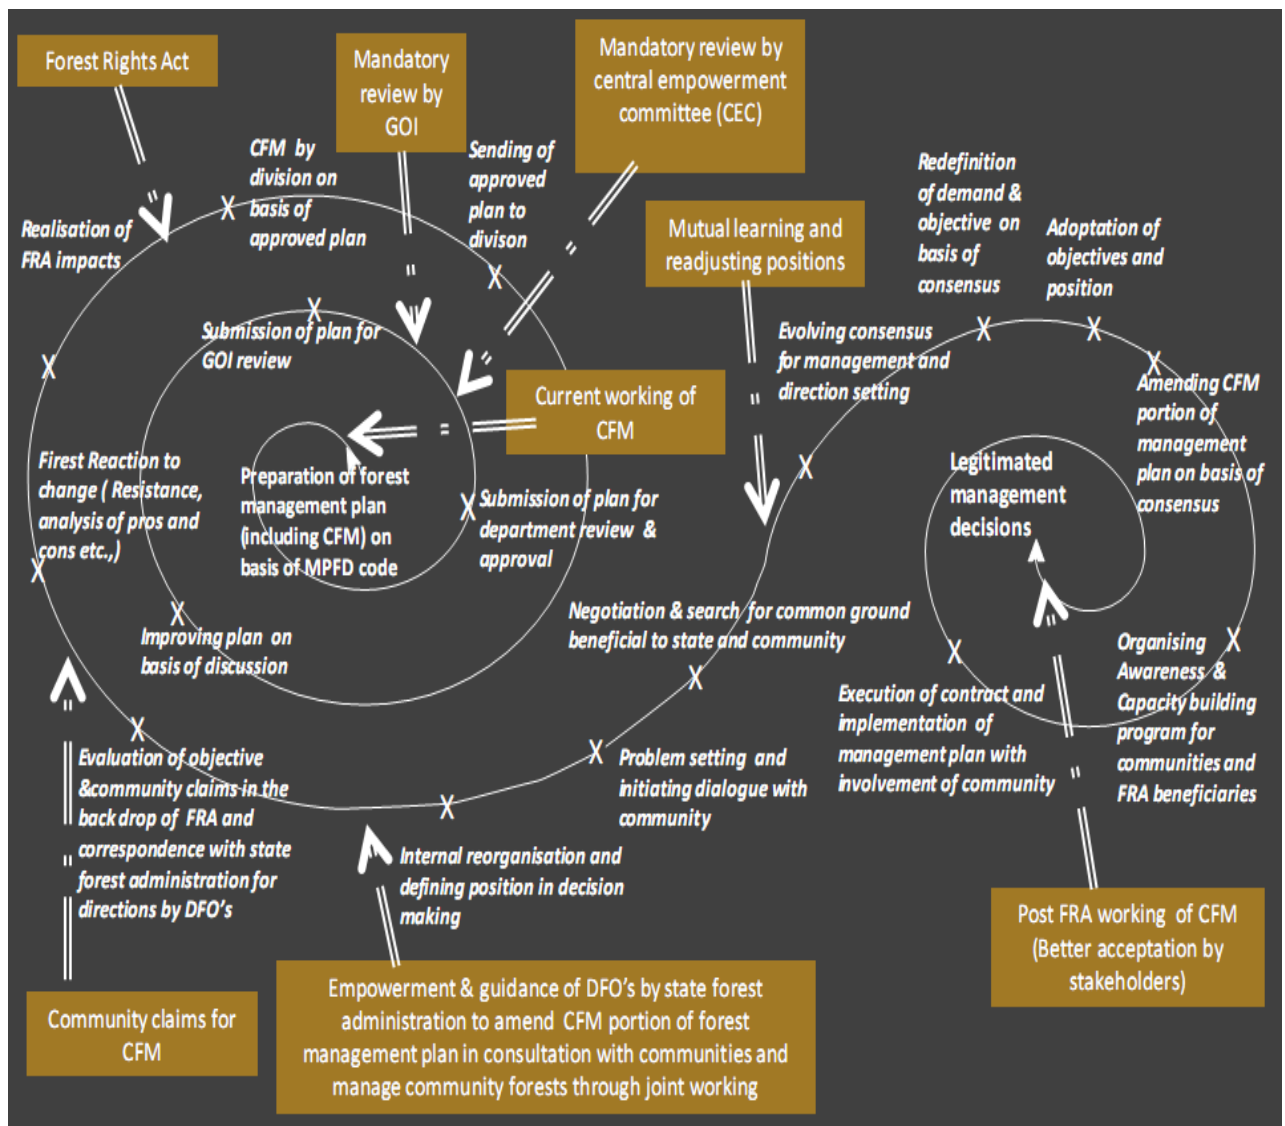 Forest Rights Act
Mandatory
review by
GOI
Mandatory review by
central empowerment
committee (CEC)
CFM by
division on
basis of
approved plan
Sending of
approved
plan to
divison
Realisation of
FRA impacts
Mutual learning and
readjusting positions
Redefinition
of demand &
objective on
basis of
consensus
Adoptation of
objectives and
position
Submission of plan for
GOI review
Evolving consensus
for management and
direction setting
Current working of
CFM
Amending CFM
portion of
management
plan on basis of
consensus
Firest Reaction to
change ( Resistance,
analysis of pros and
cons etc.,)
Preparation of forest
management plan
(including CFM) on
basis of MPFD code
Submission of plan for
department review &
approval
Legitimated
management
decisions
Improving plan on
basis of discussion
Negotiation & search for common ground
beneficial to state and community
Execution of contract and
implementation of
management plan with
involvement of community
Organising
Awareness &
Capacity building
program for
communities and
FRA beneficiaries
Evaluation of objective
&community claims in the
back drop of FRA and
correspondence with state
forest administration for
directions by DFO's
Problem setting and
initiating dialogue with
community
Internal reorganisation and
defining position in decision
making
Community claims for
CFM
Empowerment & guidance of DFO's by state forest
administration to amend CFM portion of forest
management plan in consultation with communities and
manage community forests through joint working
Post FRA working of CFM
(Better acceptation by
stakeholders)